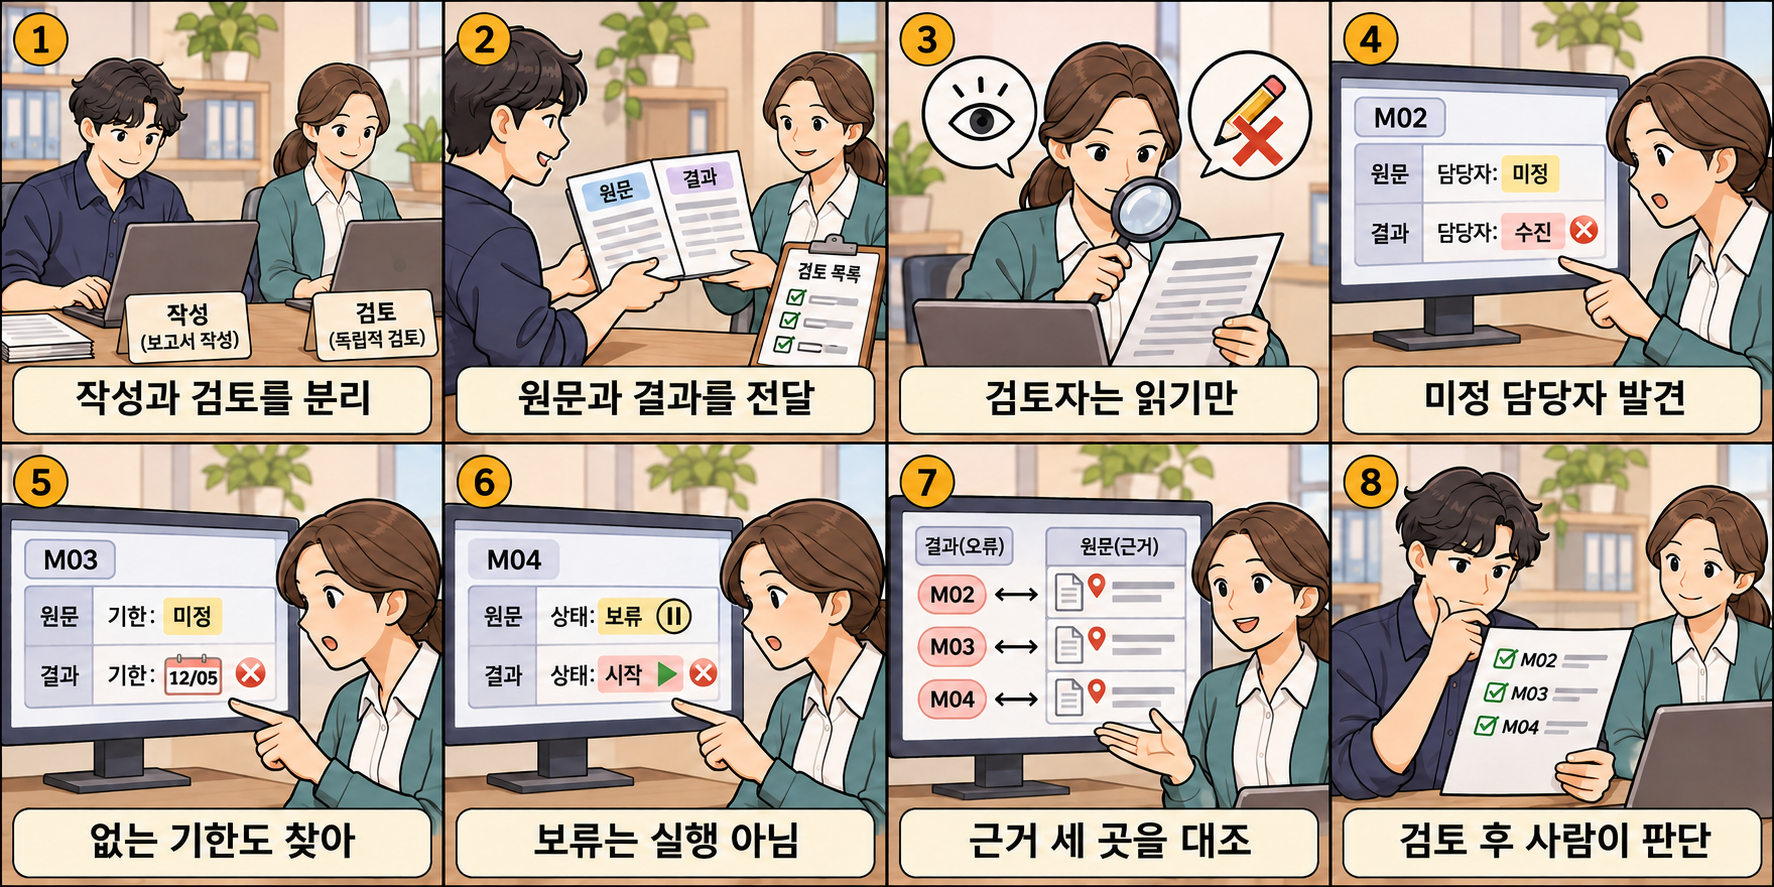 1
작성
(보고서 작성)
검토
(독립적 검토)
작성과 검토를 분리
2
원문
결과
검토 목록
원문과 결과를 전달
3
검토자는 읽기만
4
M02
원문 담당자: 미정
결과 담당자: 수진
미정 담당자 발견
5
M03
원문 기한: 미정
결과 기한: 12/05
없는 기한도 찾아
6
M04
원문 상태: 보류
결과 상태: 시작
보류는 실행 아님
7
결과(오류) 원문(근거)
M02
M03
M04
근거 세 곳을 대조
8
M02
M03
M04
검토 후 사람이 판단